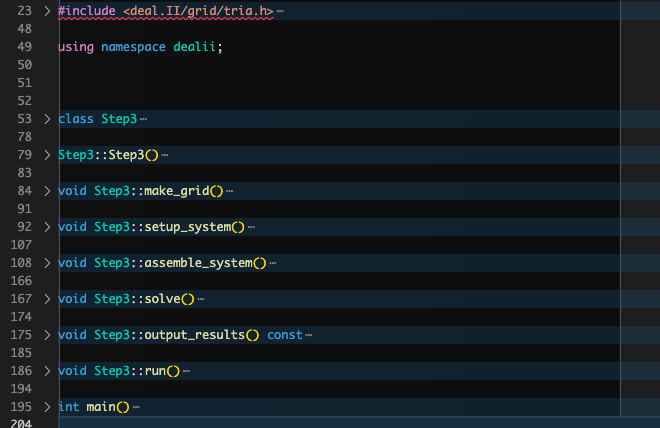 23 > #include <deal.II/grid/tria.h>⋯
48
49 using namespace dealii;
50
51
52
53 > class Step3⋯
78
79 > Step3::Step3()⋯
83
84 > void Step3::make_grid()⋯
91
92 > void Step3::setup_system()⋯
107
108 > void Step3::assemble_system()⋯
166
167 > void Step3::solve()⋯
174
175 > void Step3::output_results() const⋯
185
186 > void Step3::run()⋯
194
195 > int main()⋯
204